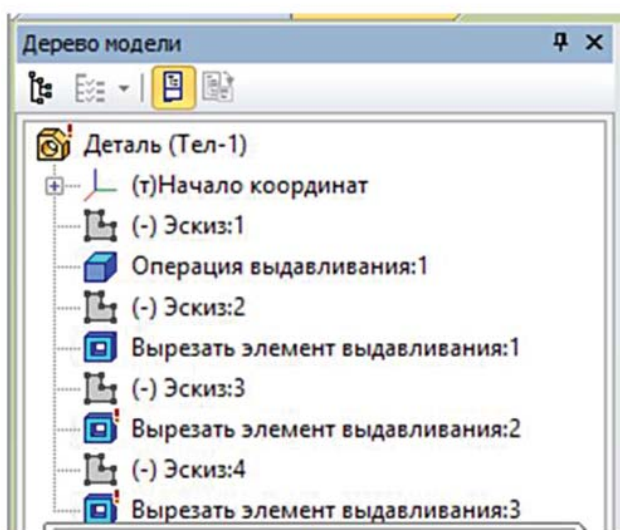 Дерево модели
Деталь (Тел-1)
(т)Начало координат
(-) Эскиз:1
Операция выдавливания:1
(-) Эскиз:2
Вырезать элемент выдавливания:1
(-) Эскиз:3
Вырезать элемент выдавливания:2
(-) Эскиз:4
Вырезать элемент выдавливания:3